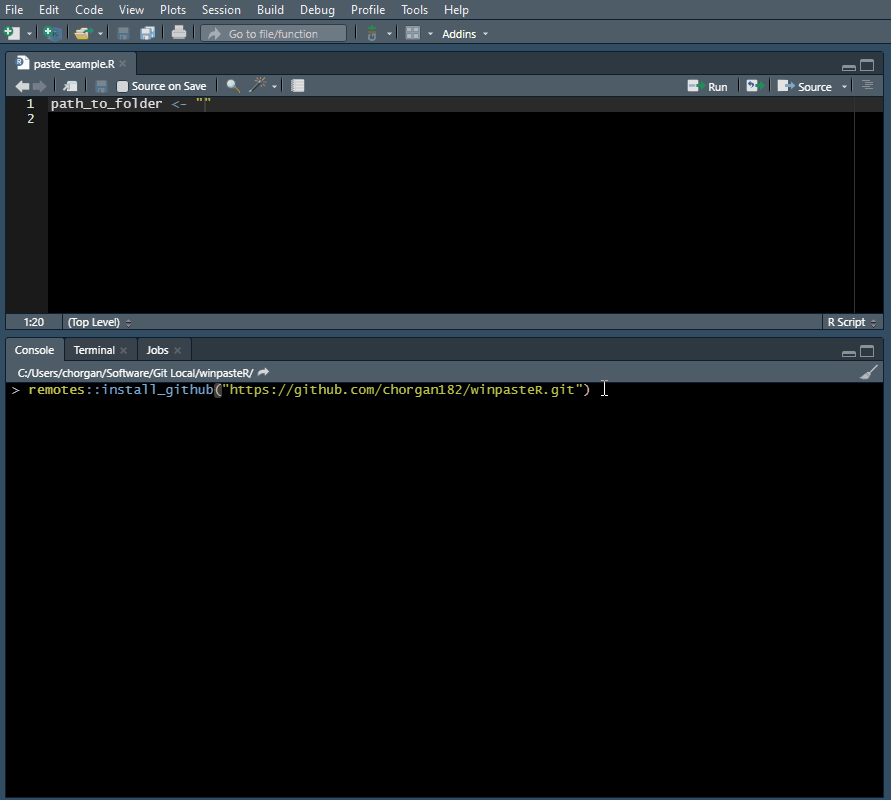 File Edit Code View Plots Session Build Debug Profile Tools Help
Go to file/function Addins
paste_example.R
Source on Save Run Source
1 path_to_folder <- ""
2
1:20 (Top Level) R Script
Console Terminal Jobs
C:/Users/chorgan/Software/Git Local/winpasteR/
> remotes::install_github("https://github.com/chorgan182/winpasteR.git")